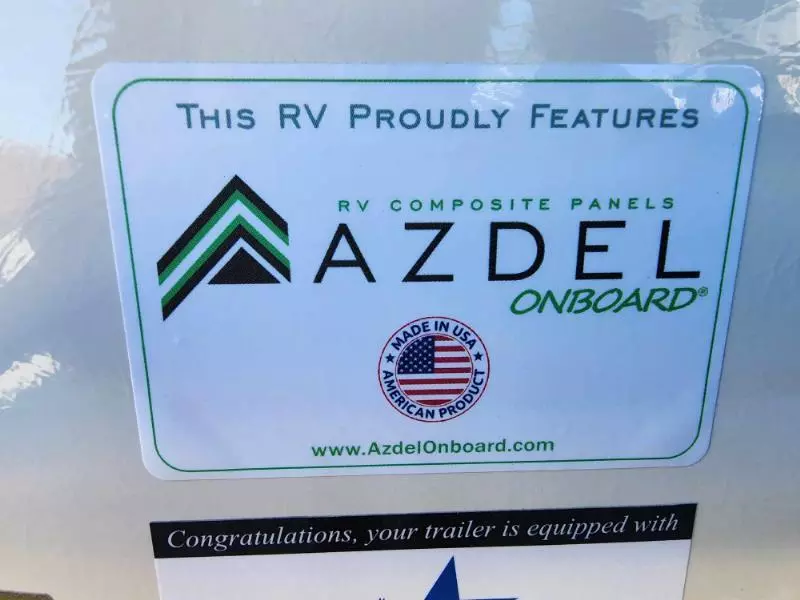 This RV Proudly Features
RV COMPOSITE PANELS
AZDEL
ONBOARD®
MADE IN USA
AMERICAN PRODUCT
www.AzdelOnboard.com
Congratulations, your trailer is equipped with